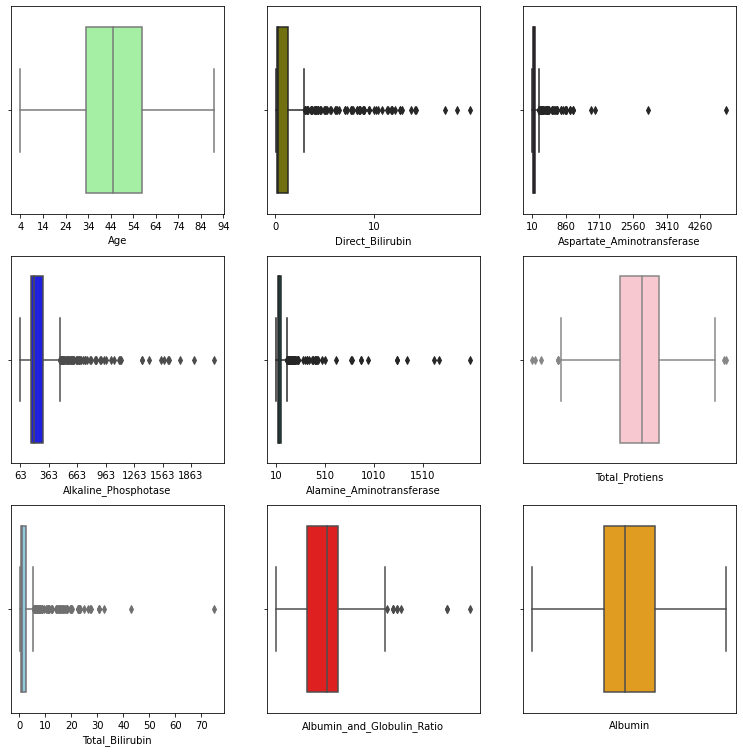 4 14 24 34 44 54 64 74 84 94
Age
0 10
Direct_Bilirubin
10 860 1710 2560 3410 4260
Aspartate_Aminotransferase
63 363 663 963 1263 1563 1863
Alkaline_Phosphotase
10 510 1010 1510
Alamine_Aminotransferase
Total_Protiens
0 10 20 30 40 50 60 70
Total_Bilirubin
Albumin_and_Globulin_Ratio
Albumin